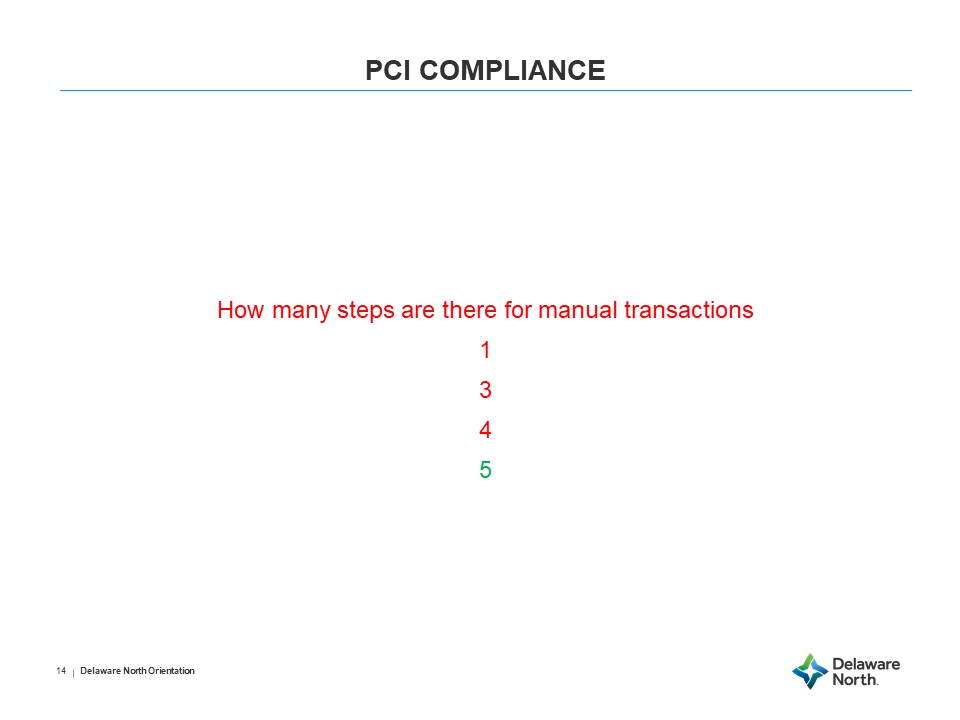 PCI COMPLIANCE
How many steps are there for manual transactions
1
3
4
5
14 | Delaware North Orientation
Delaware
North.